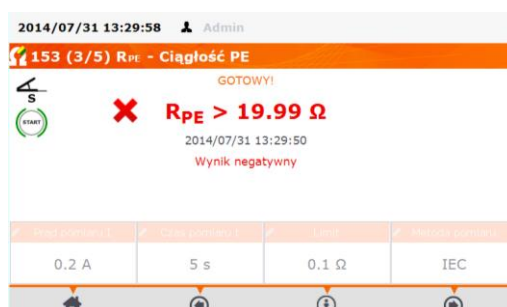 2014/07/31 13:29:58 Admin
153 (3/5) RPE - Ciągłość PE
GOTOWY!
S
START
RPE > 19.99 Ω
2014/07/31 13:29:50
Wynik negatywny
Prąd pomiaru I Czas pomiaru t Limit Metoda pomiaru
0.2 A 5 s 0.1 Ω IEC